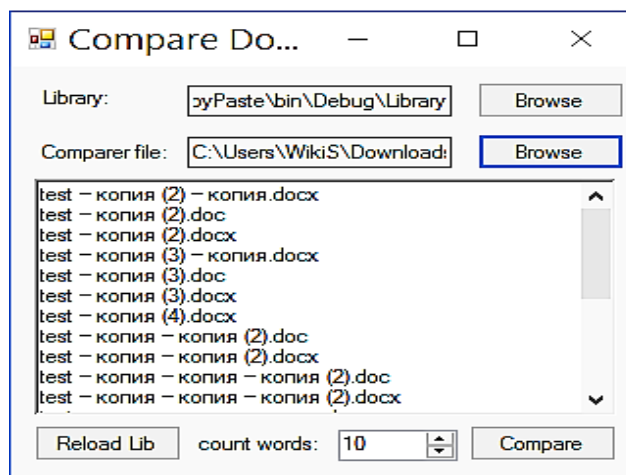 Compare Do...
Library: pyPaste\bin\Debug\Library Browse
Comparer file: C:\Users\WikiS\Downloads Browse
test – копия (2) – копия.docx
test – копия (2).doc
test – копия (2).docx
test – копия (3) – копия.docx
test – копия (3).doc
test – копия (3).docx
test – копия (4).docx
test – копия – копия (2).doc
test – копия – копия (2).docx
test – копия – копия – копия (2).doc
test – копия – копия – копия (2).docx
Reload Lib count words: 10 Compare